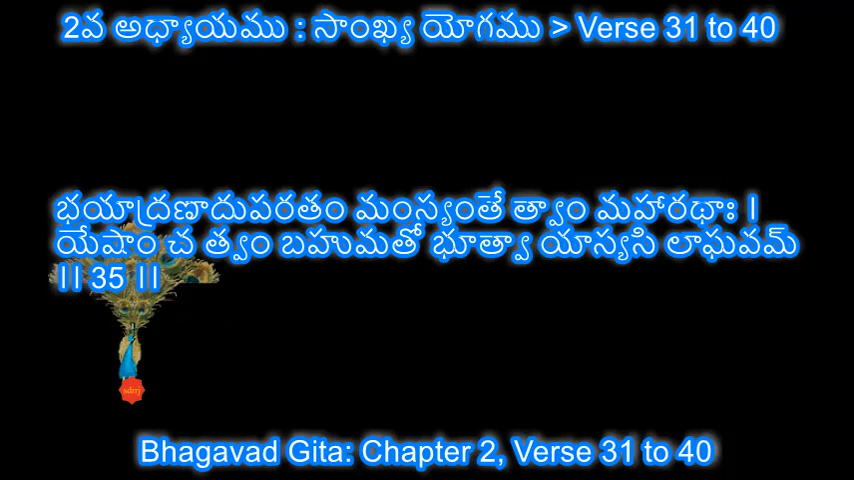 2వ అధ్యాయము : సాంఖ్య యోగము > Verse 31 to 40
భయాద్రణాదుపరతం మంస్యంతే త్వాం మహారథాః |
యేషాం చ త్వం బహుమతో భూత్వా యాస్యసి లాఘవమ్
|| 35 ||
Bhagavad Gita: Chapter 2, Verse 31 to 40